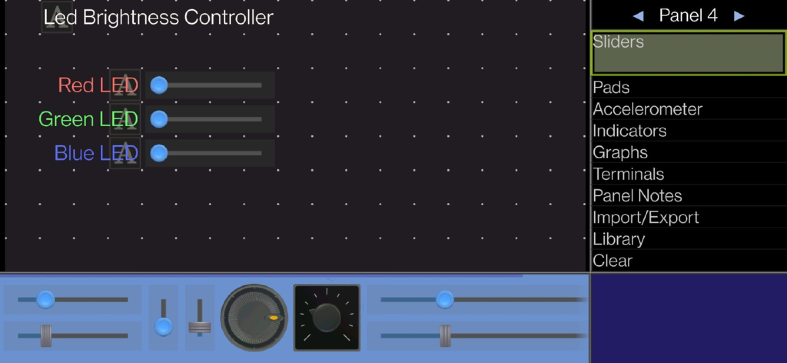 Led Brightness Controller
Red LED
A
Green LED
A
Blue LED
A
Panel 4
Sliders
Pads
Accelerometer
Indicators
Graphs
Terminals
Panel Notes
Import/Export
Library
Clear